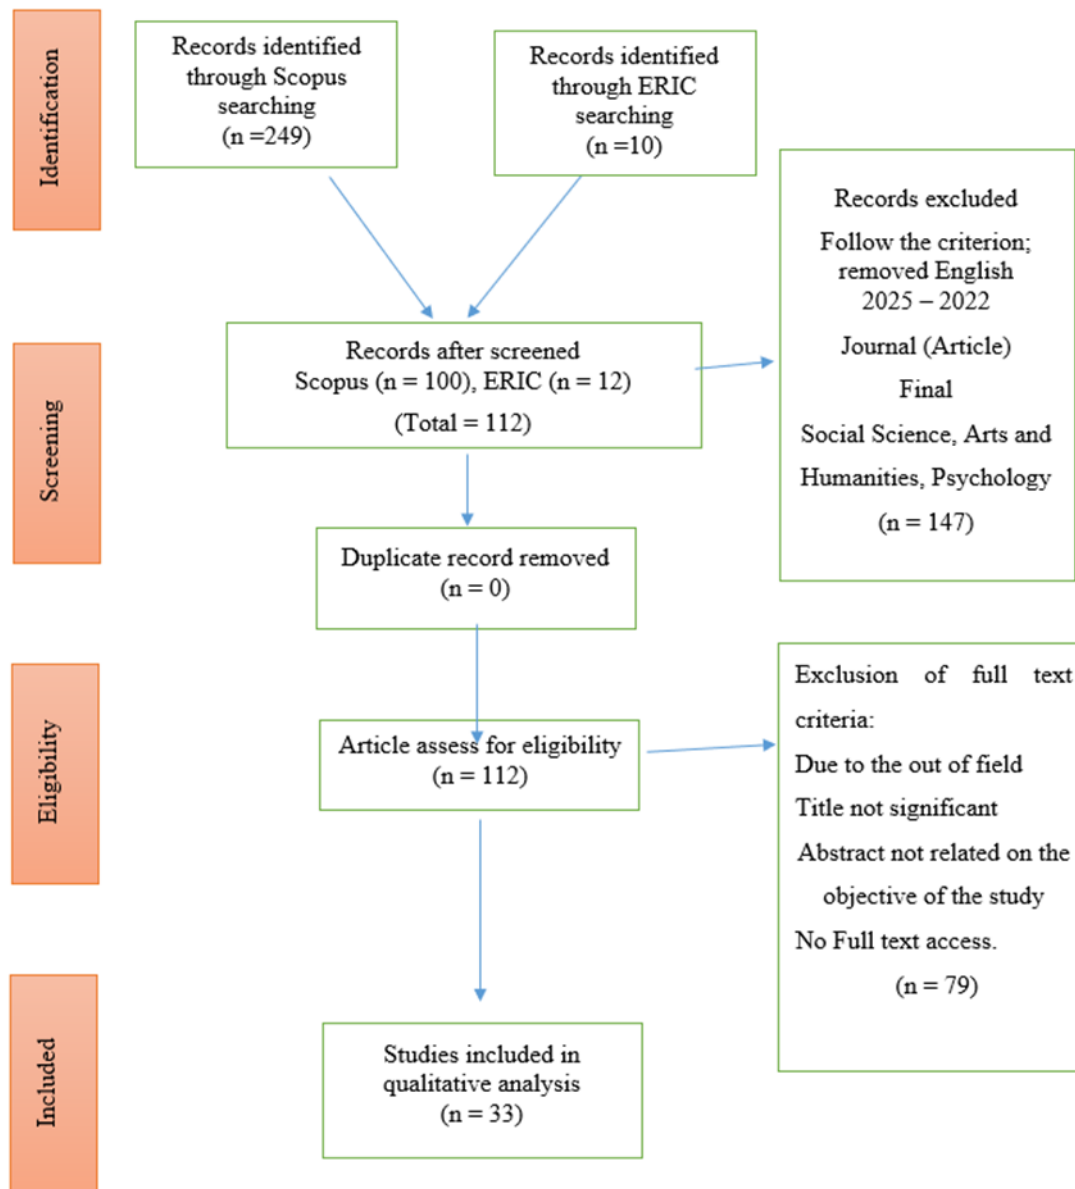 Identification
Records identified
through Scopus
searching
(n =249)
Records identified
through ERIC
searching
(n =10)
Records excluded
Follow the criterion;
removed English
2025 – 2022
Journal (Article)
Final
Social Science, Arts and
Humanities, Psychology
(n = 147)
Screening
Records after screened
Scopus (n = 100), ERIC (n = 12)
(Total = 112)
Duplicate record removed
(n = 0)
Eligibility
Article assess for eligibility
(n = 112)
Exclusion of full text
criteria:
Due to the out of field
Title not significant
Abstract not related on the
objective of the study
No Full text access.
(n = 79)
Included
Studies included in
qualitative analysis
(n = 33)